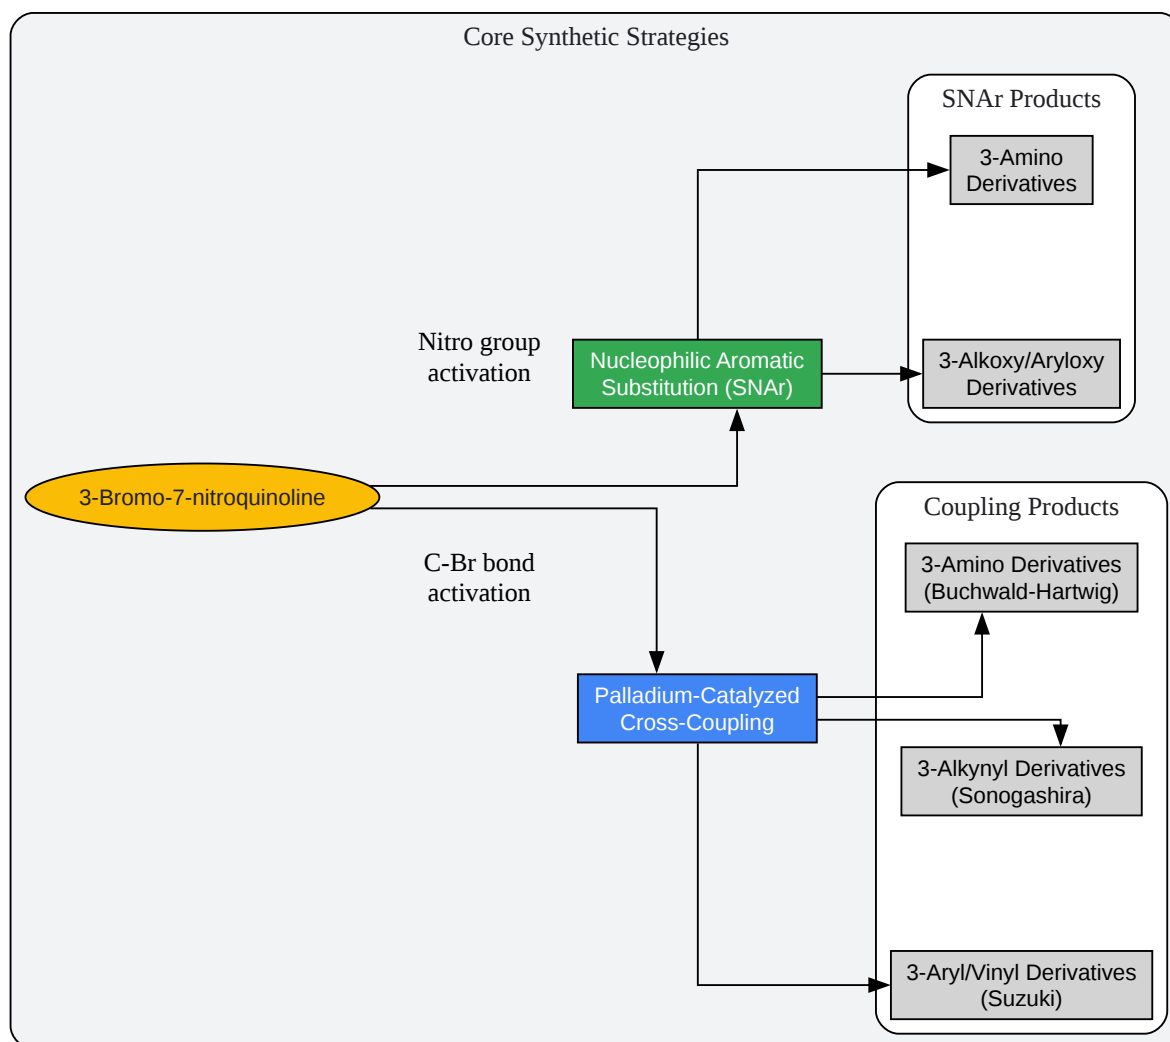 Core Synthetic Strategies
SNAr Products
3-Amino
Derivatives
Nitro group
activation
Nucleophilic Aromatic
Substitution (SNAr)
3-Alkoxy/Aryloxy
Derivatives
3-Bromo-7-nitroquinoline
Coupling Products
C-Br bond
activation
3-Amino Derivatives
(Buchwald-Hartwig)
Palladium-Catalyzed
Cross-Coupling
3-Alkynyl Derivatives
(Sonogashira)
3-Aryl/Vinyl Derivatives
(Suzuki)